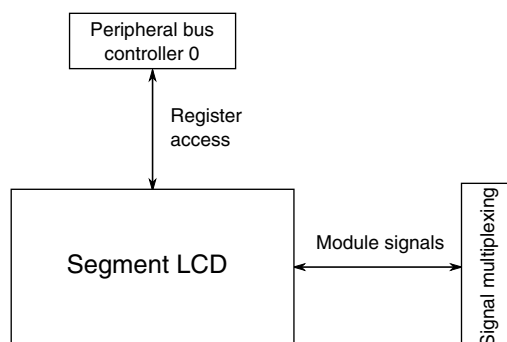 Peripheral bus
controller 0
Register
access
Segment LCD
Module signals
Signal multiplexing